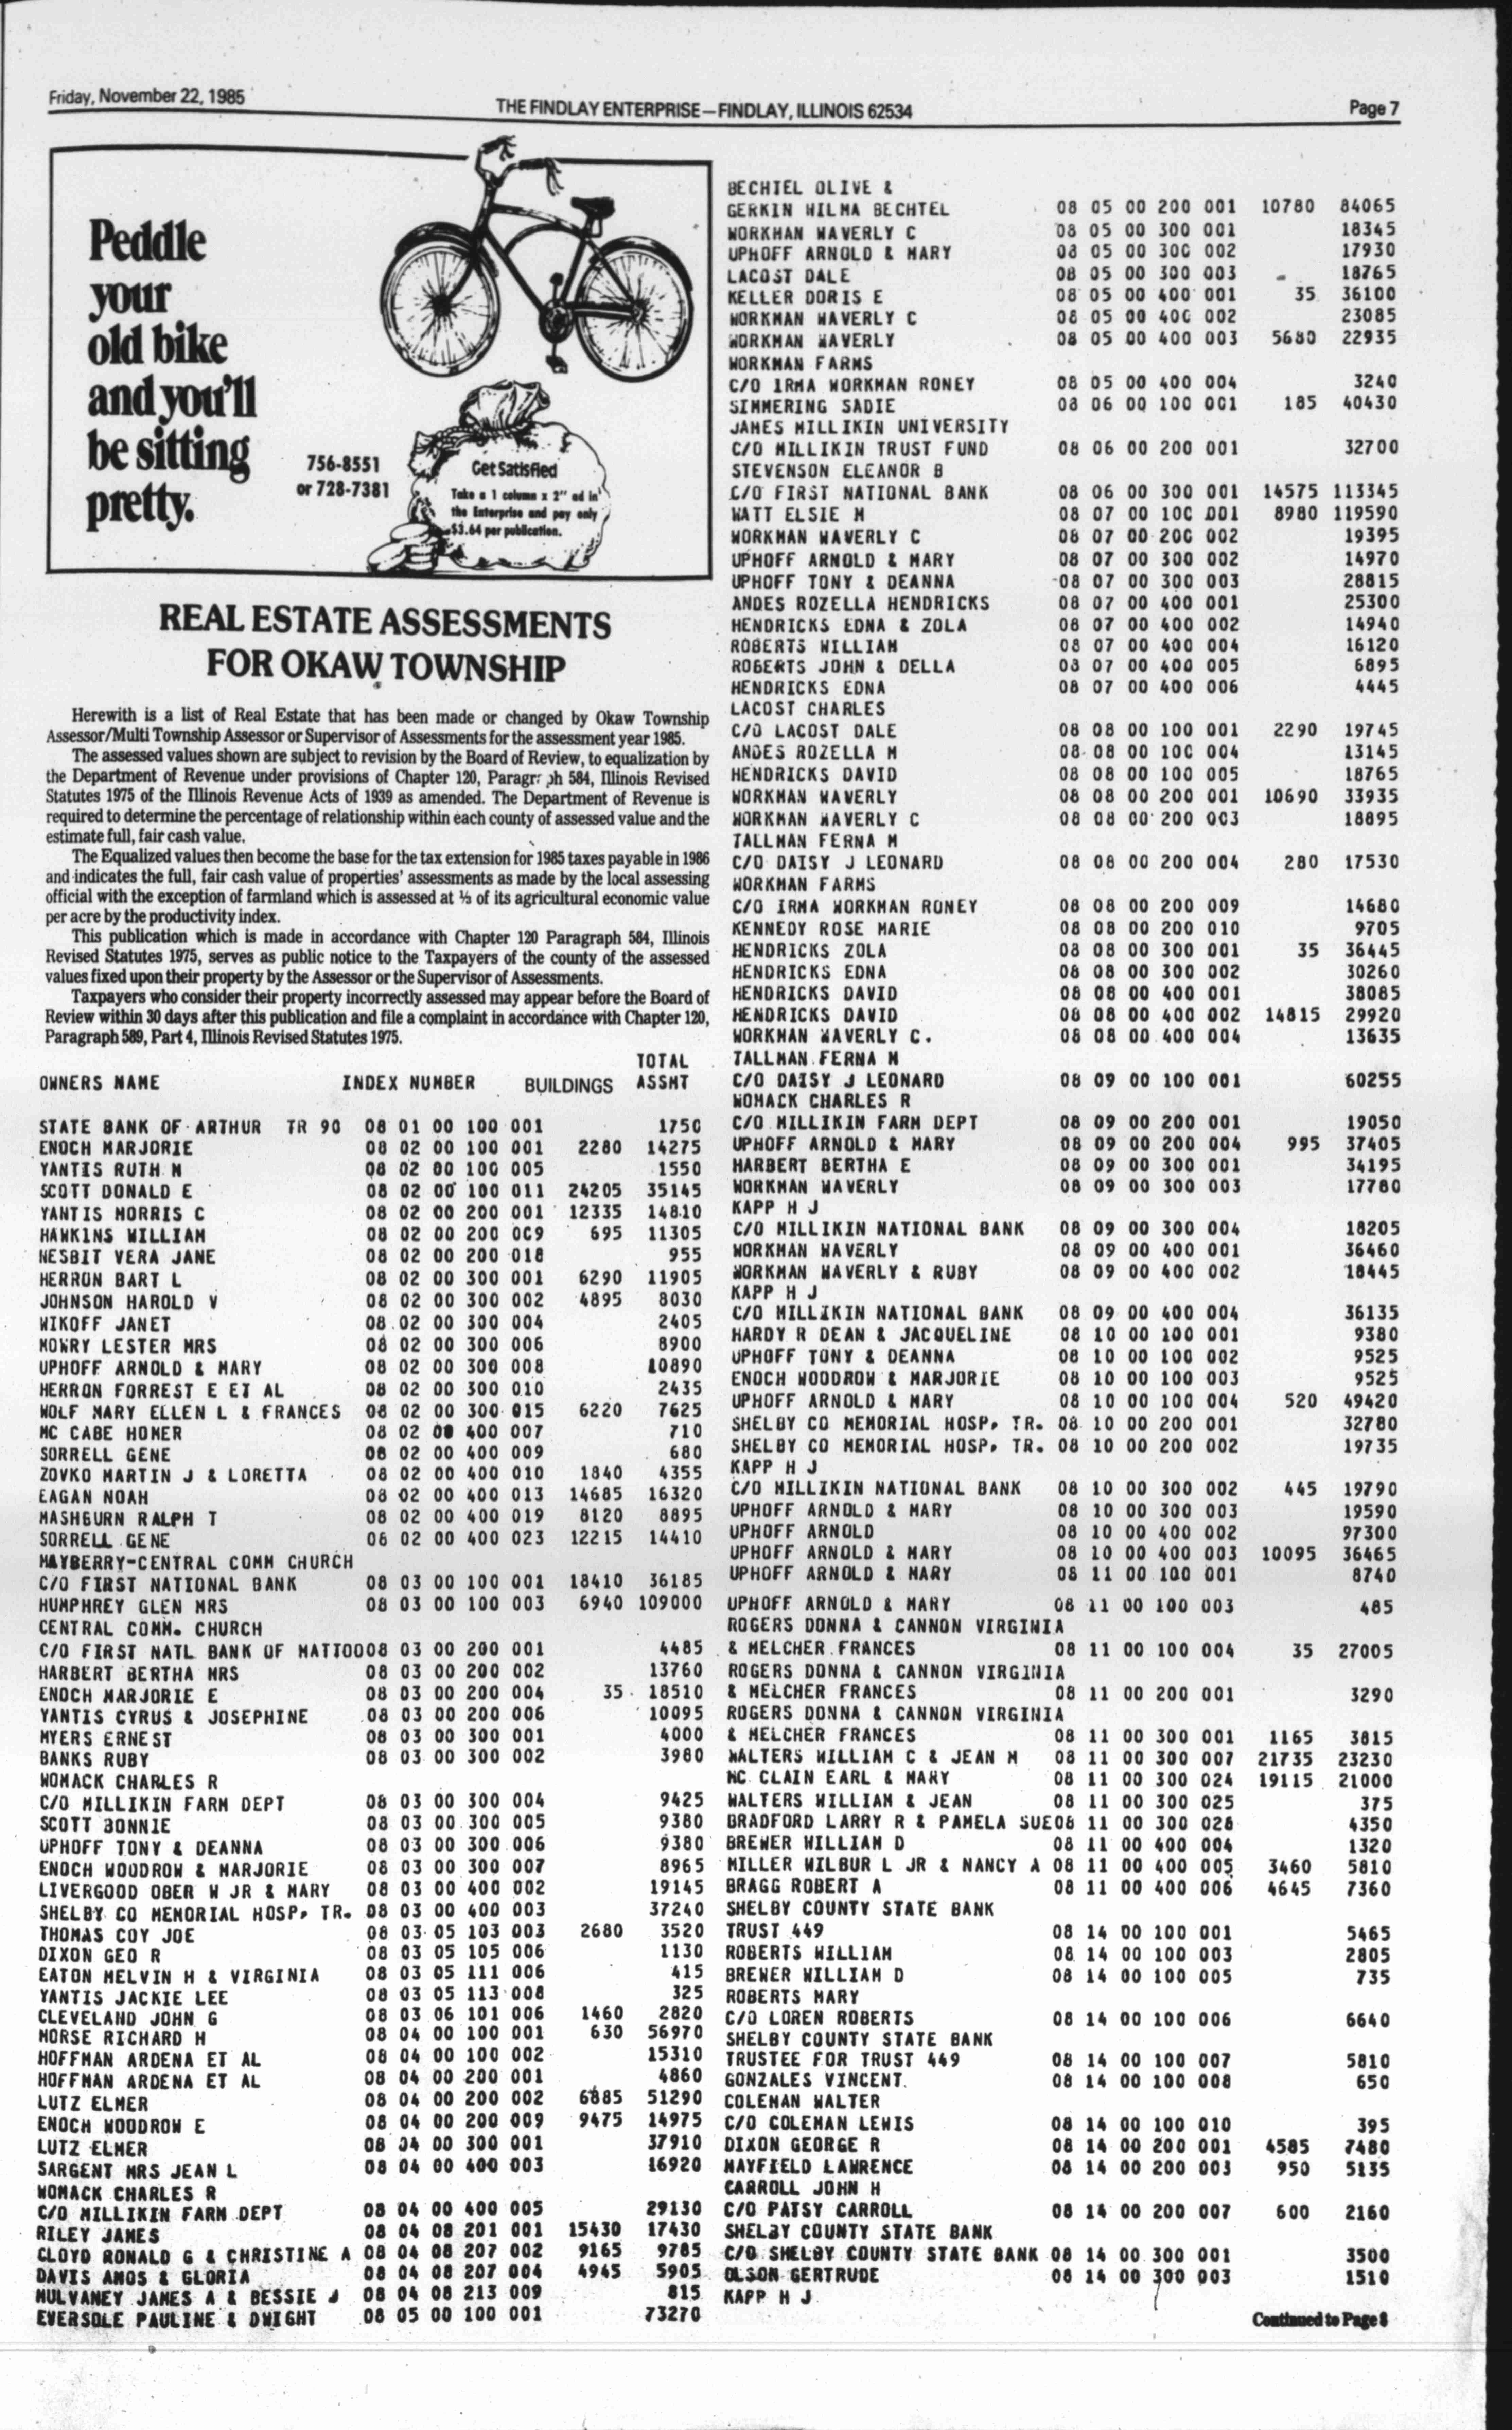 Friday, November 22, 1985
THE FINDLAY ENTERPRISE—FINDLAY, ILLINOIS 62534
Page 7
Peddle
your
old bike
and you'll
be sitting
pretty.
756-8551
or 728-7381
Get Satisfied
Take a 1 column x 2" ad in
the Enterprise and pay only
$3.64 per publication.
REAL ESTATE ASSESSMENTS
FOR OKAW TOWNSHIP
Herewith is a list of Real Estate that has been made or changed by Okaw Township
Assessor/Multi Township Assessor or Supervisor of Assessments for the assessment year 1985.
The assessed values shown are subject to revision by the Board of Review, to equalization by
the Department of Revenue under provisions of Chapter 120, Paragraph 584, Illinois Revised
Statutes 1975 of the Illinois Revenue Acts of 1939 as amended. The Department of Revenue is
required to determine the percentage of relationship within each county of assessed value and the
estimate full, fair cash value.
The Equalized values then become the base for the tax extension for 1985 taxes payable in 1986
and indicates the full, fair cash value of properties' assessments as made by the local assessing
official with the exception of farmland which is assessed at ⅓ of its agricultural economic value
per acre by the productivity index.
This publication which is made in accordance with Chapter 120 Paragraph 584, Illinois
Revised Statutes 1975, serves as public notice to the Taxpayers of the county of the assessed
values fixed upon their property by the Assessor or the Supervisor of Assessments.
Taxpayers who consider their property incorrectly assessed may appear before the Board of
Review within 30 days after this publication and file a complaint in accordance with Chapter 120,
Paragraph 589, Part 4, Illinois Revised Statutes 1975.
TOTAL
OWNERS NAME INDEX NUMBER BUILDINGS ASSMT
STATE BANK OF ARTHUR TR 90 08 01 00 100 001 1750
ENOCH MARJORIE 08 02 00 100 001 2280 14275
YANTIS RUTH M 08 02 00 100 005 1550
SCOTT DONALD E 08 02 00 100 011 24205 35145
YANTIS MORRIS C 08 02 00 200 001 12335 14810
HAWKINS WILLIAM 08 02 00 200 009 695 11305
NESBIT VERA JANE 08 02 00 200 018 955
HERRON BART L 08 02 00 300 001 6290 11905
JOHNSON HAROLD V 08 02 00 300 002 4895 8030
WIKOFF JANET 08 02 00 300 004 2405
MOWRY LESTER MRS 08 02 00 300 006 8900
UPHOFF ARNOLD & MARY 08 02 00 300 008 10890
HERRON FORREST E ET AL 08 02 00 300 010 2435
WOLF MARY ELLEN L & FRANCES 08 02 00 300 015 6220 7625
MC CABE HOMER 08 02 00 400 007 710
SORRELL GENE 08 02 00 400 009 680
ZOVKO MARTIN J & LORETTA 08 02 00 400 010 1840 4355
EAGAN NOAH 08 02 00 400 013 14685 16320
MASHBURN RALPH T 08 02 00 400 019 8120 8895
SORRELL GENE 08 02 00 400 023 12215 14410
MAYBERRY-CENTRAL COMM CHURCH
C/O FIRST NATIONAL BANK 08 03 00 100 001 18410 36185
HUMPHREY GLEN MRS 08 03 00 100 003 6940 109000
CENTRAL COMM. CHURCH
C/O FIRST NATL BANK OF MATTOO08 03 00 200 001 4485
HARBERT BERTHA MRS 08 03 00 200 002 13760
ENOCH MARJORIE E 08 03 00 200 004 35 18510
YANTIS CYRUS & JOSEPHINE 08 03 00 200 006 10095
MYERS ERNEST 08 03 00 300 001 4000
BANKS RUBY 08 03 00 300 002 3980
WOMACK CHARLES R
C/O MILLIKIN FARM DEPT 08 03 00 300 004 9425
SCOTT BONNIE 08 03 00 300 005 9380
UPHOFF TONY & DEANNA 08 03 00 300 006 9380
ENOCH WOODROW & MARJORIE 08 03 00 300 007 8965
LIVERGOOD OBER W JR & MARY 08 03 00 400 002 19145
SHELBY CO MEMORIAL HOSP, TR. 08 03 00 400 003 37240
THOMAS COY JOE 08 03 05 103 003 2680 3520
DIXON GEO R 08 03 05 105 006 1130
EATON MELVIN H & VIRGINIA 08 03 05 111 006 415
YANTIS JACKIE LEE 08 03 05 113 008 325
CLEVELAND JOHN G 08 03 06 101 006 1460 2820
MORSE RICHARD H 08 04 00 100 001 630 56970
HOFFMAN ARDENA ET AL 08 04 00 100 002 15310
HOFFMAN ARDENA ET AL 08 04 00 200 001 4860
LUTZ ELMER 08 04 00 200 002 6885 51290
ENOCH WOODROW E 08 04 00 200 009 9475 14975
LUTZ ELMER 08 04 00 300 001 37910
SARGENT MRS JEAN L 08 04 00 400 003 16920
WOMACK CHARLES R
C/O MILLIKIN FARM DEPT 08 04 00 400 005 29130
RILEY JAMES 08 04 08 201 001 15430 17430
CLOYD RONALD G & CHRISTINE A 08 04 08 207 002 9165 9785
DAVIS AMOS & GLORIA 08 04 08 207 004 4945 5905
MULVANEY JAMES A & BESSIE J 08 04 08 213 009 815
EVERSOLE PAULINE & DWIGHT 08 05 00 100 001 73270
BECHTEL OLIVE &
GERKIN WILMA BECHTEL 08 05 00 200 001 10780 84065
WORKMAN WAVERLY C 08 05 00 300 001 18345
UPHOFF ARNOLD & MARY 08 05 00 300 002 17930
LACOST DALE 08 05 00 300 003 18765
KELLER DORIS E 08 05 00 400 001 35 36100
WORKMAN WAVERLY C 08 05 00 400 002 23085
WORKMAN WAVERLY 08 05 00 400 003 5680 22935
WORKMAN FARMS
C/O IRMA WORKMAN RONEY 08 05 00 400 004 3240
SIMMERING SADIE 08 06 00 100 001 185 40430
JAMES MILLIKIN UNIVERSITY
C/O MILLIKIN TRUST FUND 08 06 00 200 001 32700
STEVENSON ELEANOR B
C/O FIRST NATIONAL BANK 08 06 00 300 001 14575 113345
WATT ELSIE M 08 07 00 100 001 8980 119590
WORKMAN WAVERLY C 08 07 00 200 002 19395
UPHOFF ARNOLD & MARY 08 07 00 300 002 14970
UPHOFF TONY & DEANNA 08 07 00 300 003 28815
ANDES ROZELLA HENDRICKS 08 07 00 400 001 25300
HENDRICKS EDNA & ZOLA 08 07 00 400 002 14940
ROBERTS WILLIAM 08 07 00 400 004 16120
ROBERTS JOHN & DELLA 08 07 00 400 005 6895
HENDRICKS EDNA 08 07 00 400 006 4445
LACOST CHARLES
C/O LACOST DALE 08 08 00 100 001 2290 19745
ANDES ROZELLA M 08 08 00 100 004 13145
HENDRICKS DAVID 08 08 00 100 005 18765
WORKMAN WAVERLY 08 08 00 200 001 10690 33935
WORKMAN WAVERLY C 08 08 00 200 003 18895
TALLMAN FERNA M
C/O DAISY J LEONARD 08 08 00 200 004 280 17530
WORKMAN FARMS
C/O IRMA WORKMAN RONEY 08 08 00 200 009 14680
KENNEDY ROSE MARIE 08 08 00 200 010 9705
HENDRICKS ZOLA 08 08 00 300 001 35 36445
HENDRICKS EDNA 08 08 00 300 002 30260
HENDRICKS DAVID 08 08 00 400 001 38085
HENDRICKS DAVID 08 08 00 400 002 14815 29920
WORKMAN WAVERLY C. 08 08 00 400 004 13635
TALLMAN FERNA M
C/O DAISY J LEONARD 08 09 00 100 001 60255
WOMACK CHARLES R
C/O MILLIKIN FARM DEPT 08 09 00 200 001 19050
UPHOFF ARNOLD & MARY 08 09 00 200 004 995 37405
HARBERT BERTHA E 08 09 00 300 001 34195
WORKMAN WAVERLY 08 09 00 300 003 17780
KAPP H J
C/O MILLIKIN NATIONAL BANK 08 09 00 300 004 18205
WORKMAN WAVERLY 08 09 00 400 001 36460
WORKMAN WAVERLY & RUBY 08 09 00 400 002 18445
KAPP H J
C/O MILLIKIN NATIONAL BANK 08 09 00 400 004 36135
HARDY R DEAN & JACQUELINE 08 10 00 100 001 9380
UPHOFF TONY & DEANNA 08 10 00 100 002 9525
ENOCH WOODROW & MARJORIE 08 10 00 100 003 9525
UPHOFF ARNOLD & MARY 08 10 00 100 004 520 49420
SHELBY CO MEMORIAL HOSP, TR. 08 10 00 200 001 32780
SHELBY CO MEMORIAL HOSP, TR. 08 10 00 200 002 19735
KAPP H J
C/O MILLIKIN NATIONAL BANK 08 10 00 300 002 445 19790
UPHOFF ARNOLD & MARY 08 10 00 300 003 19590
UPHOFF ARNOLD 08 10 00 400 002 97300
UPHOFF ARNOLD & MARY 08 10 00 400 003 10095 36465
UPHOFF ARNOLD & MARY 08 11 00 100 001 8740
UPHOFF ARNOLD & MARY 08 11 00 100 003 485
ROGERS DONNA & CANNON VIRGINIA
& MELCHER FRANCES 08 11 00 100 004 35 27005
ROGERS DONNA & CANNON VIRGINIA
& MELCHER FRANCES 08 11 00 200 001 3290
ROGERS DONNA & CANNON VIRGINIA
& MELCHER FRANCES 08 11 00 300 001 1165 3815
WALTERS WILLIAM C & JEAN M 08 11 00 300 007 21735 23230
MC CLAIN EARL & MARY 08 11 00 300 024 19115 21000
WALTERS WILLIAM & JEAN 08 11 00 300 025 375
BRADFORD LARRY R & PAMELA SUE08 11 00 300 028 4350
BREWER WILLIAM D 08 11 00 400 004 1320
MILLER WILBUR L JR & NANCY A 08 11 00 400 005 3460 5810
BRAGG ROBERT A 08 11 00 400 006 4645 7360
SHELBY COUNTY STATE BANK
TRUST 449 08 14 00 100 001 5465
ROBERTS WILLIAM 08 14 00 100 003 2805
BREWER WILLIAM D 08 14 00 100 005 735
ROBERTS MARY
C/O LOREN ROBERTS 08 14 00 100 006 6640
SHELBY COUNTY STATE BANK
TRUSTEE FOR TRUST 449 08 14 00 100 007 5810
GONZALES VINCENT. 08 14 00 100 008 650
COLEMAN WALTER
C/O COLEMAN LEWIS 08 14 00 100 010 395
DIXON GEORGE R 08 14 00 200 001 4585 7480
MAYFIELD LAWRENCE 08 14 00 200 003 950 5135
CARROLL JOHN H
C/O PATSY CARROLL 08 14 00 200 007 600 2160
SHELBY COUNTY STATE BANK
C/O SHELBY COUNTY STATE BANK 08 14 00 300 001 3500
OLSON GERTRUDE 08 14 00 300 003 1510
KAPP H J
Continued to Page 8